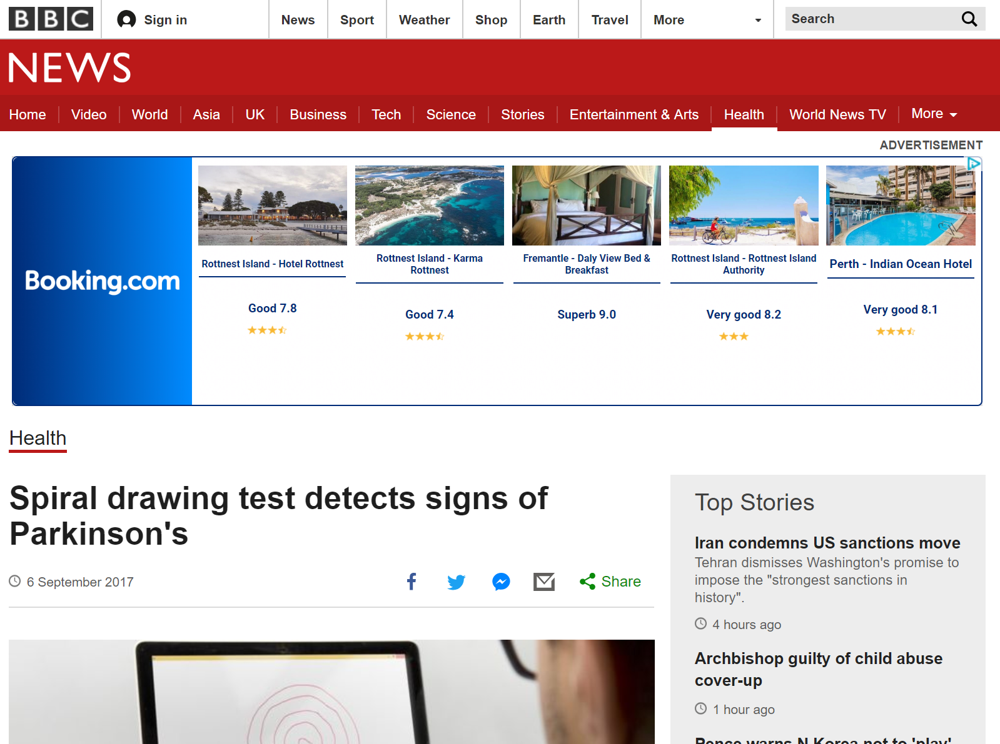 BBC
Sign in
News
Sport
Weather
Shop
Earth
Travel
More
Search
NEWS
Home
Video
World
Asia
UK
Business
Tech
Science
Stories
Entertainment & Arts
Health
World News TV
More
ADVERTISEMENT
Booking.com
Rottnest Island - Hotel Rottnest
Good 7.8
Rottnest Island - Karma
Rottnest
Good 7.4
Fremantle - Daly View Bed &
Breakfast
Superb 9.0
Rottnest Island - Rottnest Island
Authority
Very good 8.2
Perth - Indian Ocean Hotel
Very good 8.1
Health
Spiral drawing test detects signs of
Parkinson's
6 September 2017
Share
Top Stories
Iran condemns US sanctions move
Tehran dismisses Washington's promise to
impose the "strongest sanctions in
history".
4 hours ago
Archbishop guilty of child abuse
cover-up
1 hour ago
Pence warns N Korea not to 'play'